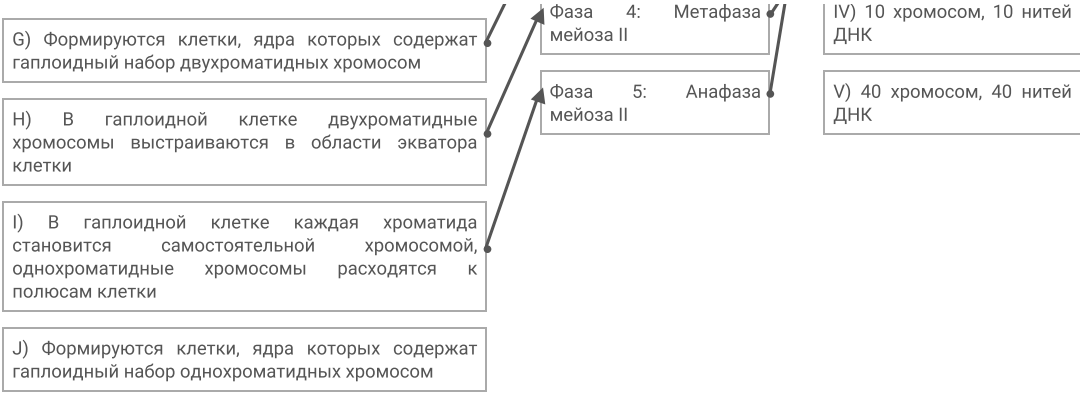 G) Формируются клетки, ядра которых содержат
гаплоидный набор двухроматидных хромосом
H) В гаплоидной клетке двухроматидные
хромосомы выстраиваются в области экватора
клетки
I) В гаплоидной клетке каждая хроматида
становится самостоятельной хромосомой,
однохроматидные хромосомы расходятся к
полюсам клетки
J) Формируются клетки, ядра которых содержат
гаплоидный набор однохроматидных хромосом
Фаза 4: Метафаза
мейоза II
Фаза 5: Анафаза
мейоза II
IV) 10 хромосом, 10 нитей
ДНК
V) 40 хромосом, 40 нитей
ДНК